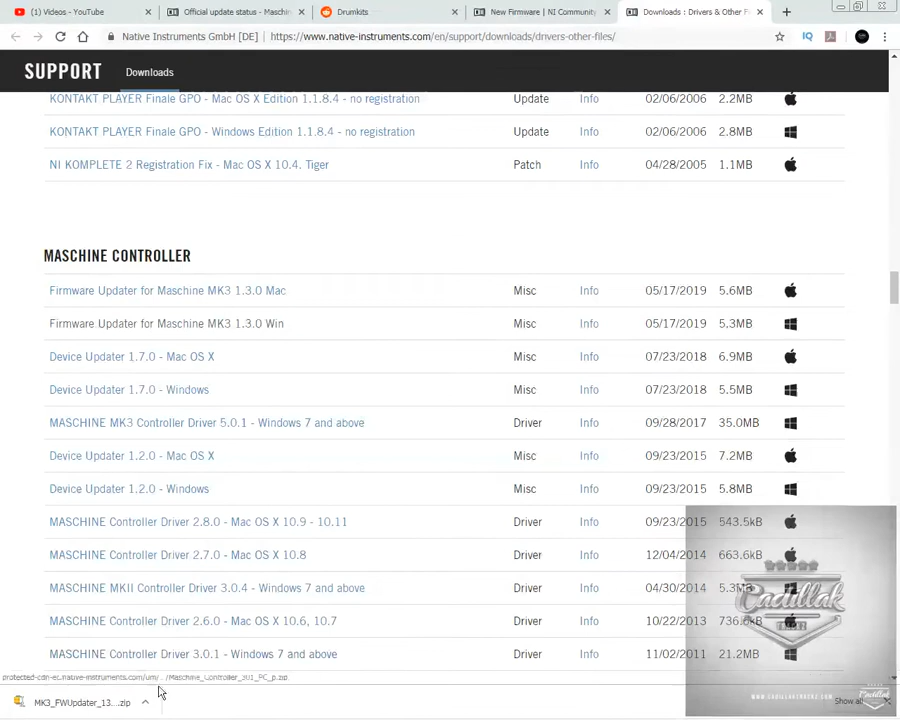 (1) Videos - YouTube
Official update status - Maschin
Drumkits
New Firmware | NI Community
Downloads : Drivers & Other F
Native Instruments GmbH [DE] | https://www.native-instruments.com/en/support/downloads/drivers-other-files/
IQ
SUPPORT Downloads
KONTAKT PLAYER Finale GPO - Mac OS X Edition 1.1.8.4 - no registration Update Info 02/06/2006 2.2MB
KONTAKT PLAYER Finale GPO - Windows Edition 1.1.8.4 - no registration Update Info 02/06/2006 2.8MB
NI KOMPLETE 2 Registration Fix - Mac OS X 10.4. Tiger Patch Info 04/28/2005 1.1MB
MASCHINE CONTROLLER
Firmware Updater for Maschine MK3 1.3.0 Mac Misc Info 05/17/2019 5.6MB
Firmware Updater for Maschine MK3 1.3.0 Win Misc Info 05/17/2019 5.3MB
Device Updater 1.7.0 - Mac OS X Misc Info 07/23/2018 6.9MB
Device Updater 1.7.0 - Windows Misc Info 07/23/2018 5.5MB
MASCHINE MK3 Controller Driver 5.0.1 - Windows 7 and above Driver Info 09/28/2017 35.0MB
Device Updater 1.2.0 - Mac OS X Misc Info 09/23/2015 7.2MB
Device Updater 1.2.0 - Windows Misc Info 09/23/2015 5.8MB
MASCHINE Controller Driver 2.8.0 - Mac OS X 10.9 - 10.11 Driver Info 09/23/2015 543.5kB
MASCHINE Controller Driver 2.7.0 - Mac OS X 10.8 Driver Info 12/04/2014 663.6kB
MASCHINE MKII Controller Driver 3.0.4 - Windows 7 and above Driver Info 04/30/2014 5.3MB
MASCHINE Controller Driver 2.6.0 - Mac OS X 10.6, 10.7 Driver Info 10/22/2013 736.6kB
MASCHINE Controller Driver 3.0.1 - Windows 7 and above Driver Info 11/02/2011 21.2MB
Cadillak
MK3_FWUpdater_13....zip
Show all